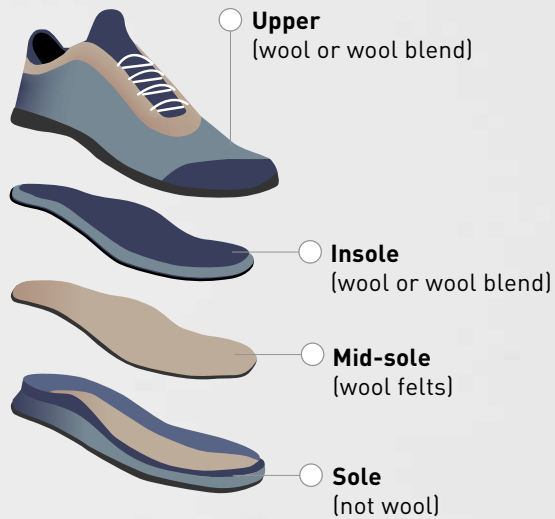 Upper
(wool or wool blend)
Insole
(wool or wool blend)
Mid-sole
(wool felts)
Sole
(not wool)